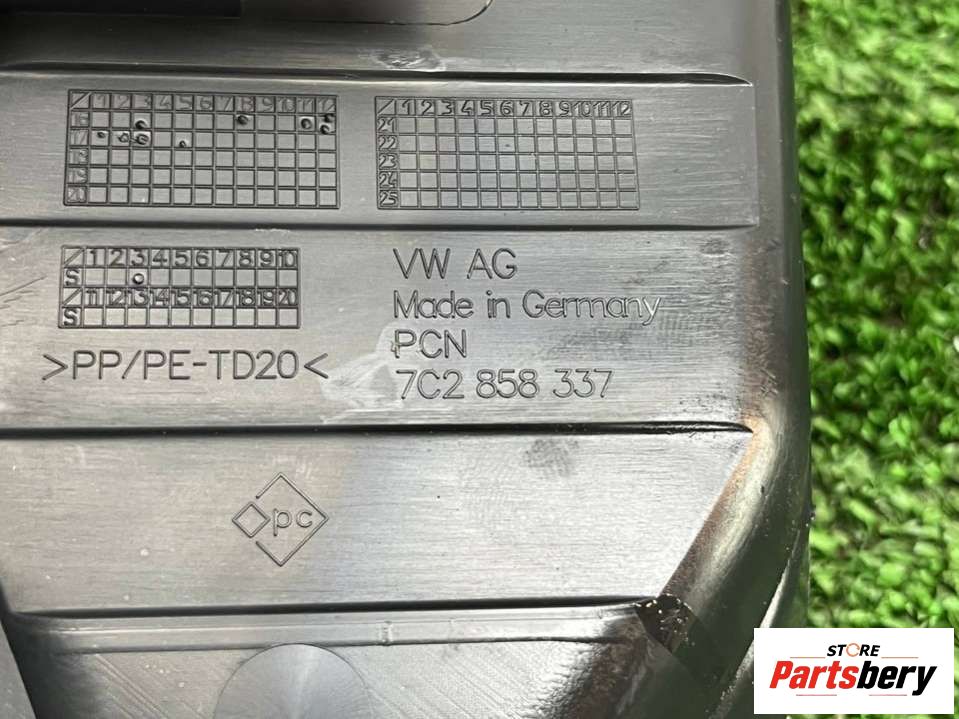 / 1 2 3 4 5 6 7 8 9 10 11 12
16
17
18
19
20
/ 1 2 3 4 5 6 7 8 9 10 11 12
21
22
23
24
25
/ 1 2 3 4 5 6 7 8 9 10
S
/ 11 12 13 14 15 16 17 18 19 20
S
>PP/PE-TD20<
VW AG
Made in Germany
PCN
7C2 858 337
pc
STORE
Partsbery